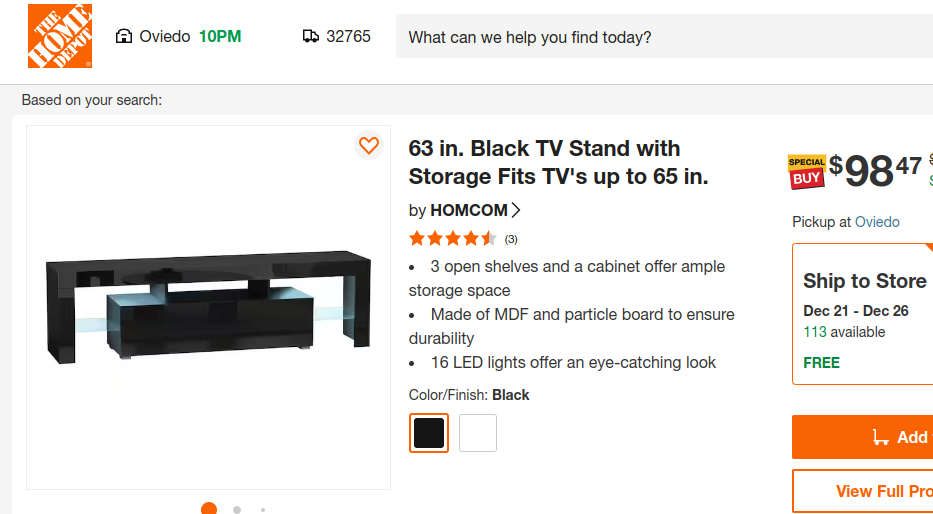 THE
HOME
DEPOT
Oviedo 10PM
32765
What can we help you find today?
Based on your search:
63 in. Black TV Stand with
Storage Fits TV's up to 65 in.
by HOMCOM
(3)
• 3 open shelves and a cabinet offer ample
storage space
• Made of MDF and particle board to ensure
durability
• 16 LED lights offer an eye-catching look
Color/Finish: Black
SPECIAL
BUY
$98 47
Pickup at Oviedo
Ship to Store
Dec 21 - Dec 26
113 available
FREE
Add
View Full Pro